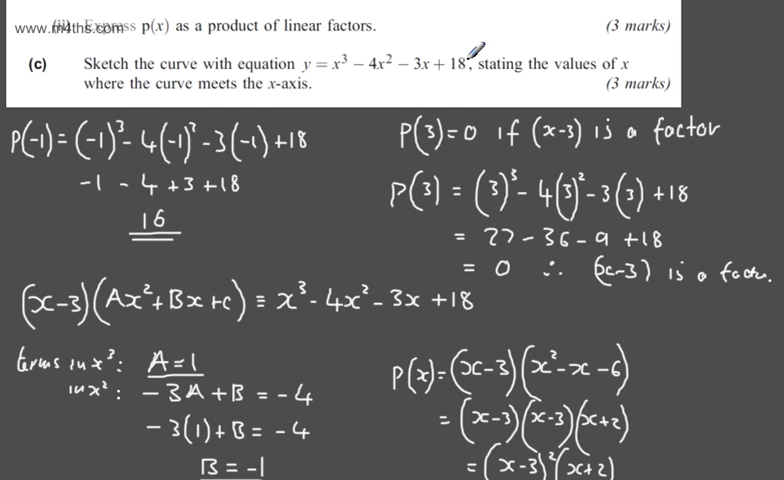 (ii) Express p(x) as a product of linear factors. (3 marks)
www.m4ths.com
(c) Sketch the curve with equation y = x³ − 4x² − 3x + 18, stating the values of x
where the curve meets the x-axis. (3 marks)
P(-1) = (-1)³ - 4(-1)² - 3(-1) + 18
-1 - 4 + 3 + 18
16
P(3) = 0 if (x-3) is a factor
P(3) = (3)³ - 4(3)² - 3(3) + 18
= 27 - 36 - 9 + 18
= 0 ∴ (x-3) is a factor.
(x-3)(Ax² + Bx + c) ≡ x³ - 4x² - 3x + 18
terms in x³: A = 1
in x²: -3A + B = -4
-3(1) + B = -4
B = -1
P(x) = (x-3)(x² - x - 6)
= (x-3)(x-3)(x+2)
= (x-3)²(x+2)